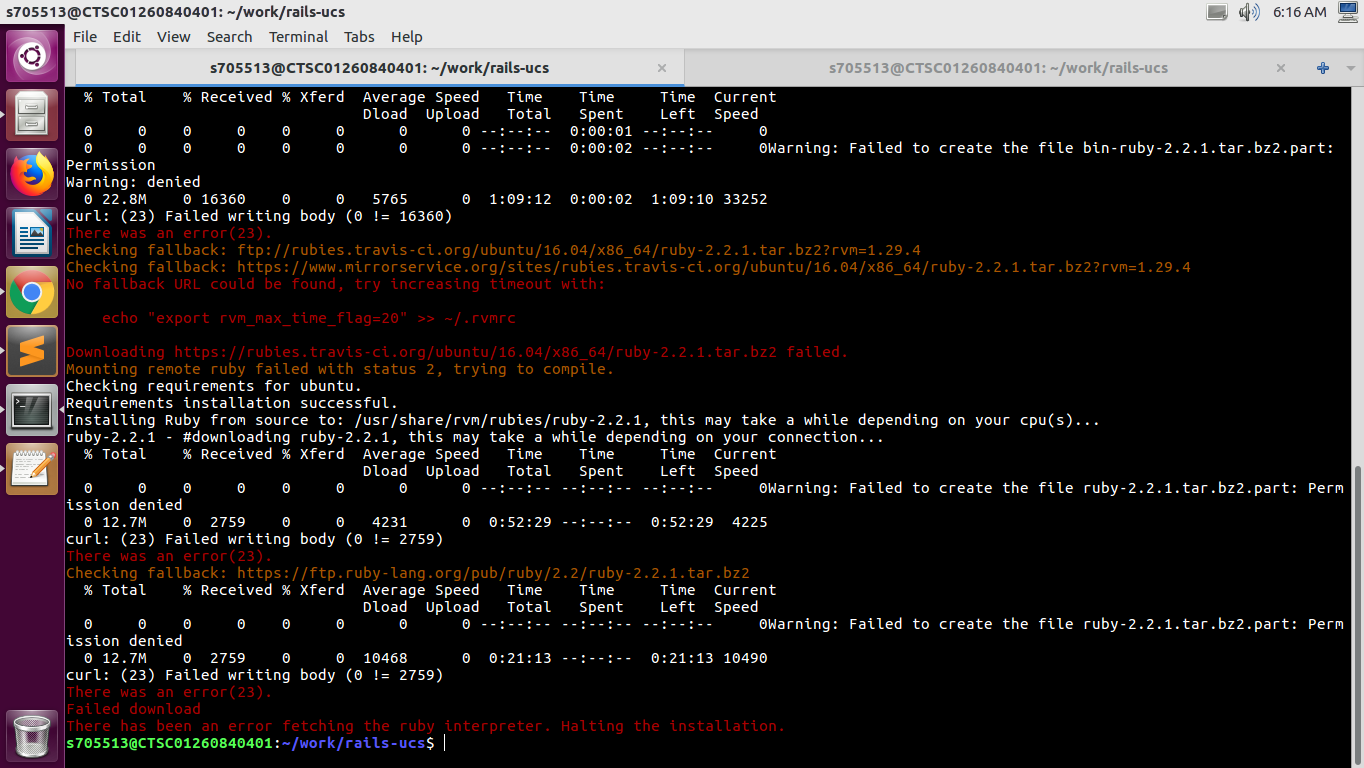 s705513@CTSC01260840401: ~/work/rails-ucs
6:16 AM
File Edit View Search Terminal Tabs Help
s705513@CTSC01260840401: ~/work/rails-ucs × s705513@CTSC01260840401: ~/work/rails-ucs ×
% Total % Received % Xferd Average Speed Time Time Time Current
Dload Upload Total Spent Left Speed
0 0 0 0 0 0 0 0 --:--:-- 0:00:01 --:--:-- 0
0 0 0 0 0 0 0 0 --:--:-- 0:00:02 --:--:-- 0Warning: Failed to create the file bin-ruby-2.2.1.tar.bz2.part:
Permission
Warning: denied
0 22.8M 0 16360 0 0 5765 0 1:09:12 0:00:02 1:09:10 33252
curl: (23) Failed writing body (0 != 16360)
There was an error(23).
Checking fallback: ftp://rubies.travis-ci.org/ubuntu/16.04/x86_64/ruby-2.2.1.tar.bz2?rvm=1.29.4
Checking fallback: https://www.mirrorservice.org/sites/rubies.travis-ci.org/ubuntu/16.04/x86_64/ruby-2.2.1.tar.bz2?rvm=1.29.4
No fallback URL could be found, try increasing timeout with:
echo "export rvm_max_time_flag=20" >> ~/.rvmrc
Downloading https://rubies.travis-ci.org/ubuntu/16.04/x86_64/ruby-2.2.1.tar.bz2 failed.
Mounting remote ruby failed with status 2, trying to compile.
Checking requirements for ubuntu.
Requirements installation successful.
Installing Ruby from source to: /usr/share/rvm/rubies/ruby-2.2.1, this may take a while depending on your cpu(s)...
ruby-2.2.1 - #downloading ruby-2.2.1, this may take a while depending on your connection...
% Total % Received % Xferd Average Speed Time Time Time Current
Dload Upload Total Spent Left Speed
0 0 0 0 0 0 0 0 --:--:-- --:--:-- --:--:-- 0Warning: Failed to create the file ruby-2.2.1.tar.bz2.part: Perm
ission denied
0 12.7M 0 2759 0 0 4231 0 0:52:29 --:--:-- 0:52:29 4225
curl: (23) Failed writing body (0 != 2759)
There was an error(23).
Checking fallback: https://ftp.ruby-lang.org/pub/ruby/2.2/ruby-2.2.1.tar.bz2
% Total % Received % Xferd Average Speed Time Time Time Current
Dload Upload Total Spent Left Speed
0 0 0 0 0 0 0 0 --:--:-- --:--:-- --:--:-- 0Warning: Failed to create the file ruby-2.2.1.tar.bz2.part: Perm
ission denied
0 12.7M 0 2759 0 0 10468 0 0:21:13 --:--:-- 0:21:13 10490
curl: (23) Failed writing body (0 != 2759)
There was an error(23).
Failed download
There has been an error fetching the ruby interpreter. Halting the installation.
s705513@CTSC01260840401:~/work/rails-ucs$